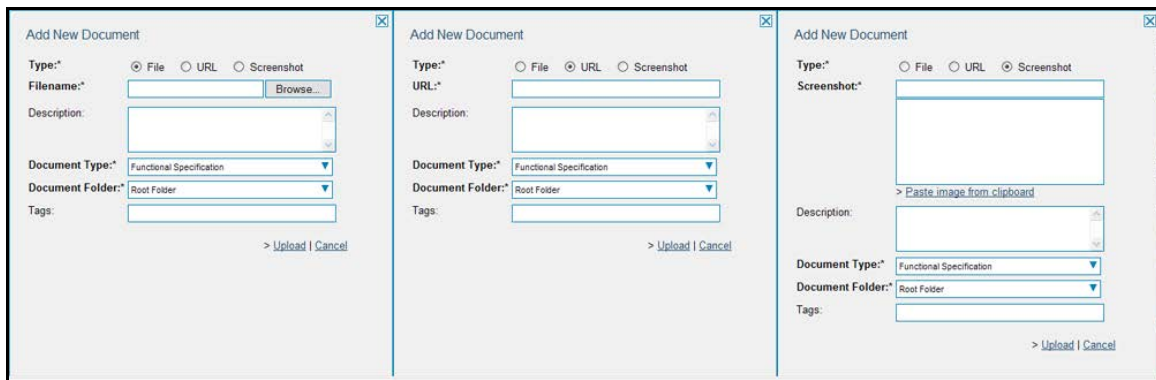 Add New Document
Type:* File URL Screenshot
Filename:* Browse...
Description:
Document Type:* Functional Specification
Document Folder:* Root Folder
Tags:
> Upload | Cancel
Add New Document
Type:* File URL Screenshot
URL:*
Description:
Document Type:* Functional Specification
Document Folder:* Root Folder
Tags:
> Upload | Cancel
Add New Document
Type:* File URL Screenshot
Screenshot:*
> Paste image from clipboard
Description:
Document Type:* Functional Specification
Document Folder:* Root Folder
Tags:
> Upload | Cancel